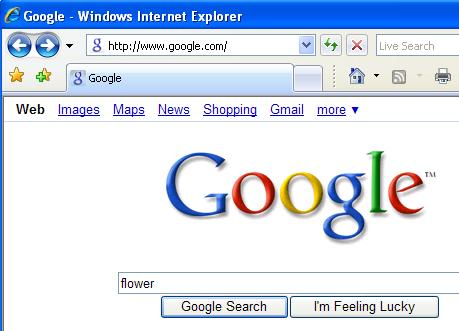 Google - Windows Internet Explorer
http://www.google.com/ Live Search
Google
Web Images Maps News Shopping Gmail more ▼
Google™
flower
Google Search I'm Feeling Lucky